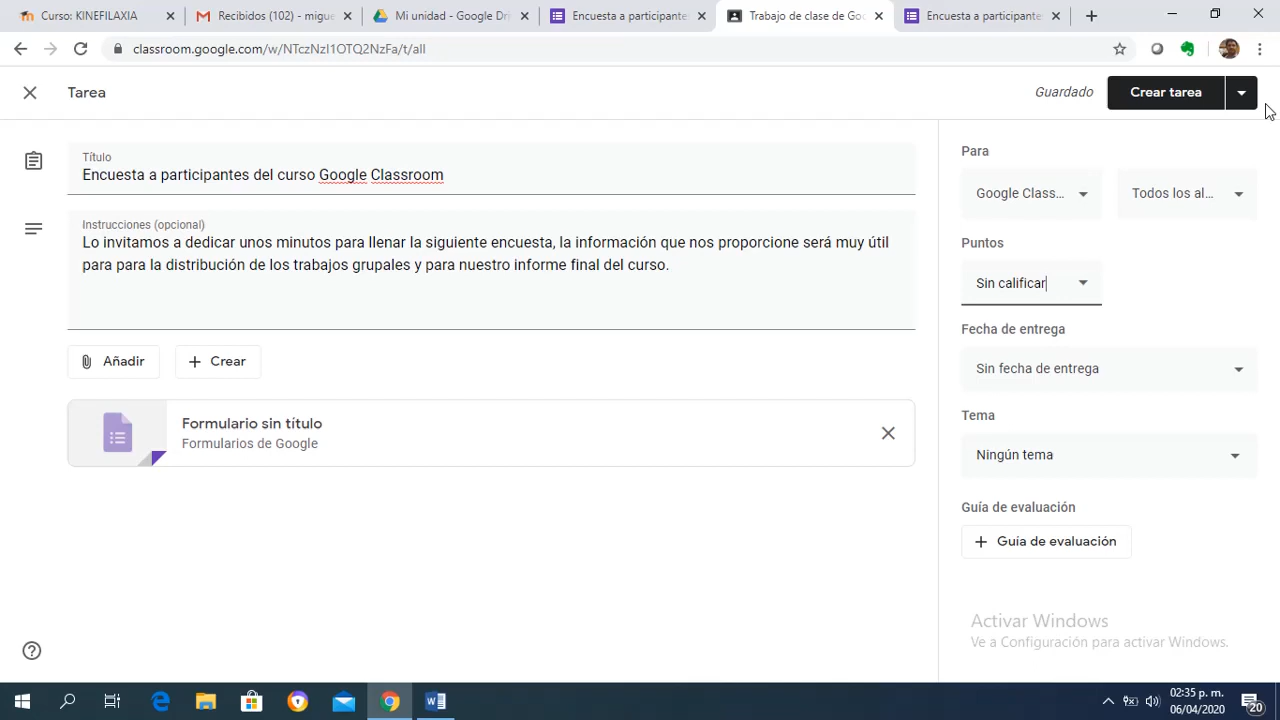 Curso: KINEFILAXIA
Recibidos (102) - migue
Mi unidad - Google Dri
Encuesta a participante
Trabajo de clase de Goo
Encuesta a participante
classroom.google.com/w/NTczNzI1OTQ2NzFa/t/all
Tarea
Guardado
Crear tarea
Título
Encuesta a participantes del curso Google Classroom
Instrucciones (opcional)
Lo invitamos a dedicar unos minutos para llenar la siguiente encuesta, la información que nos proporcione será muy útil
para para la distribución de los trabajos grupales y para nuestro informe final del curso.
Añadir
Crear
Formulario sin título
Formularios de Google
Para
Google Class...
Todos los al...
Puntos
Sin calificar
Fecha de entrega
Sin fecha de entrega
Tema
Ningún tema
Guía de evaluación
Guía de evaluación
Activar Windows
Ve a Configuración para activar Windows.
02:35 p. m.
06/04/2020
20